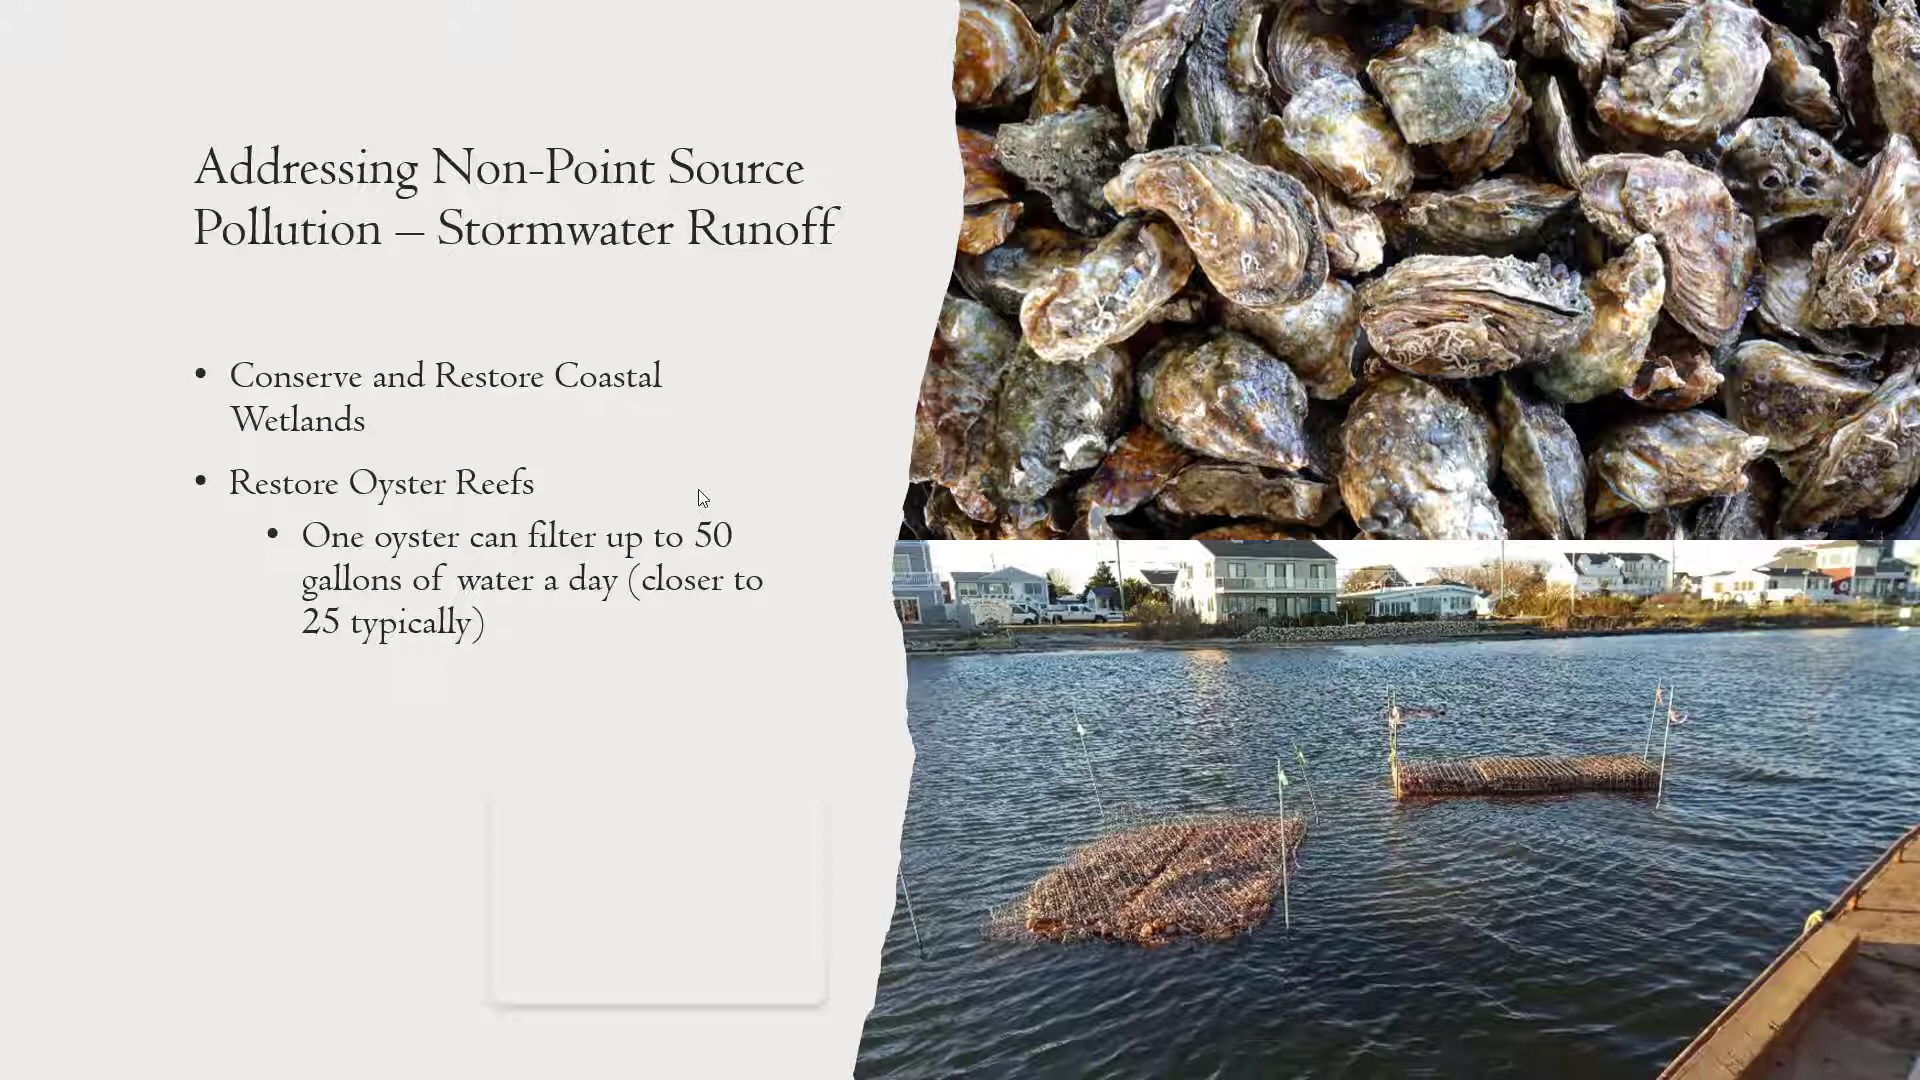 Addressing Non-Point Source
Pollution – Stormwater Runoff
• Conserve and Restore Coastal
Wetlands
• Restore Oyster Reefs
• One oyster can filter up to 50
gallons of water a day (closer to
25 typically)